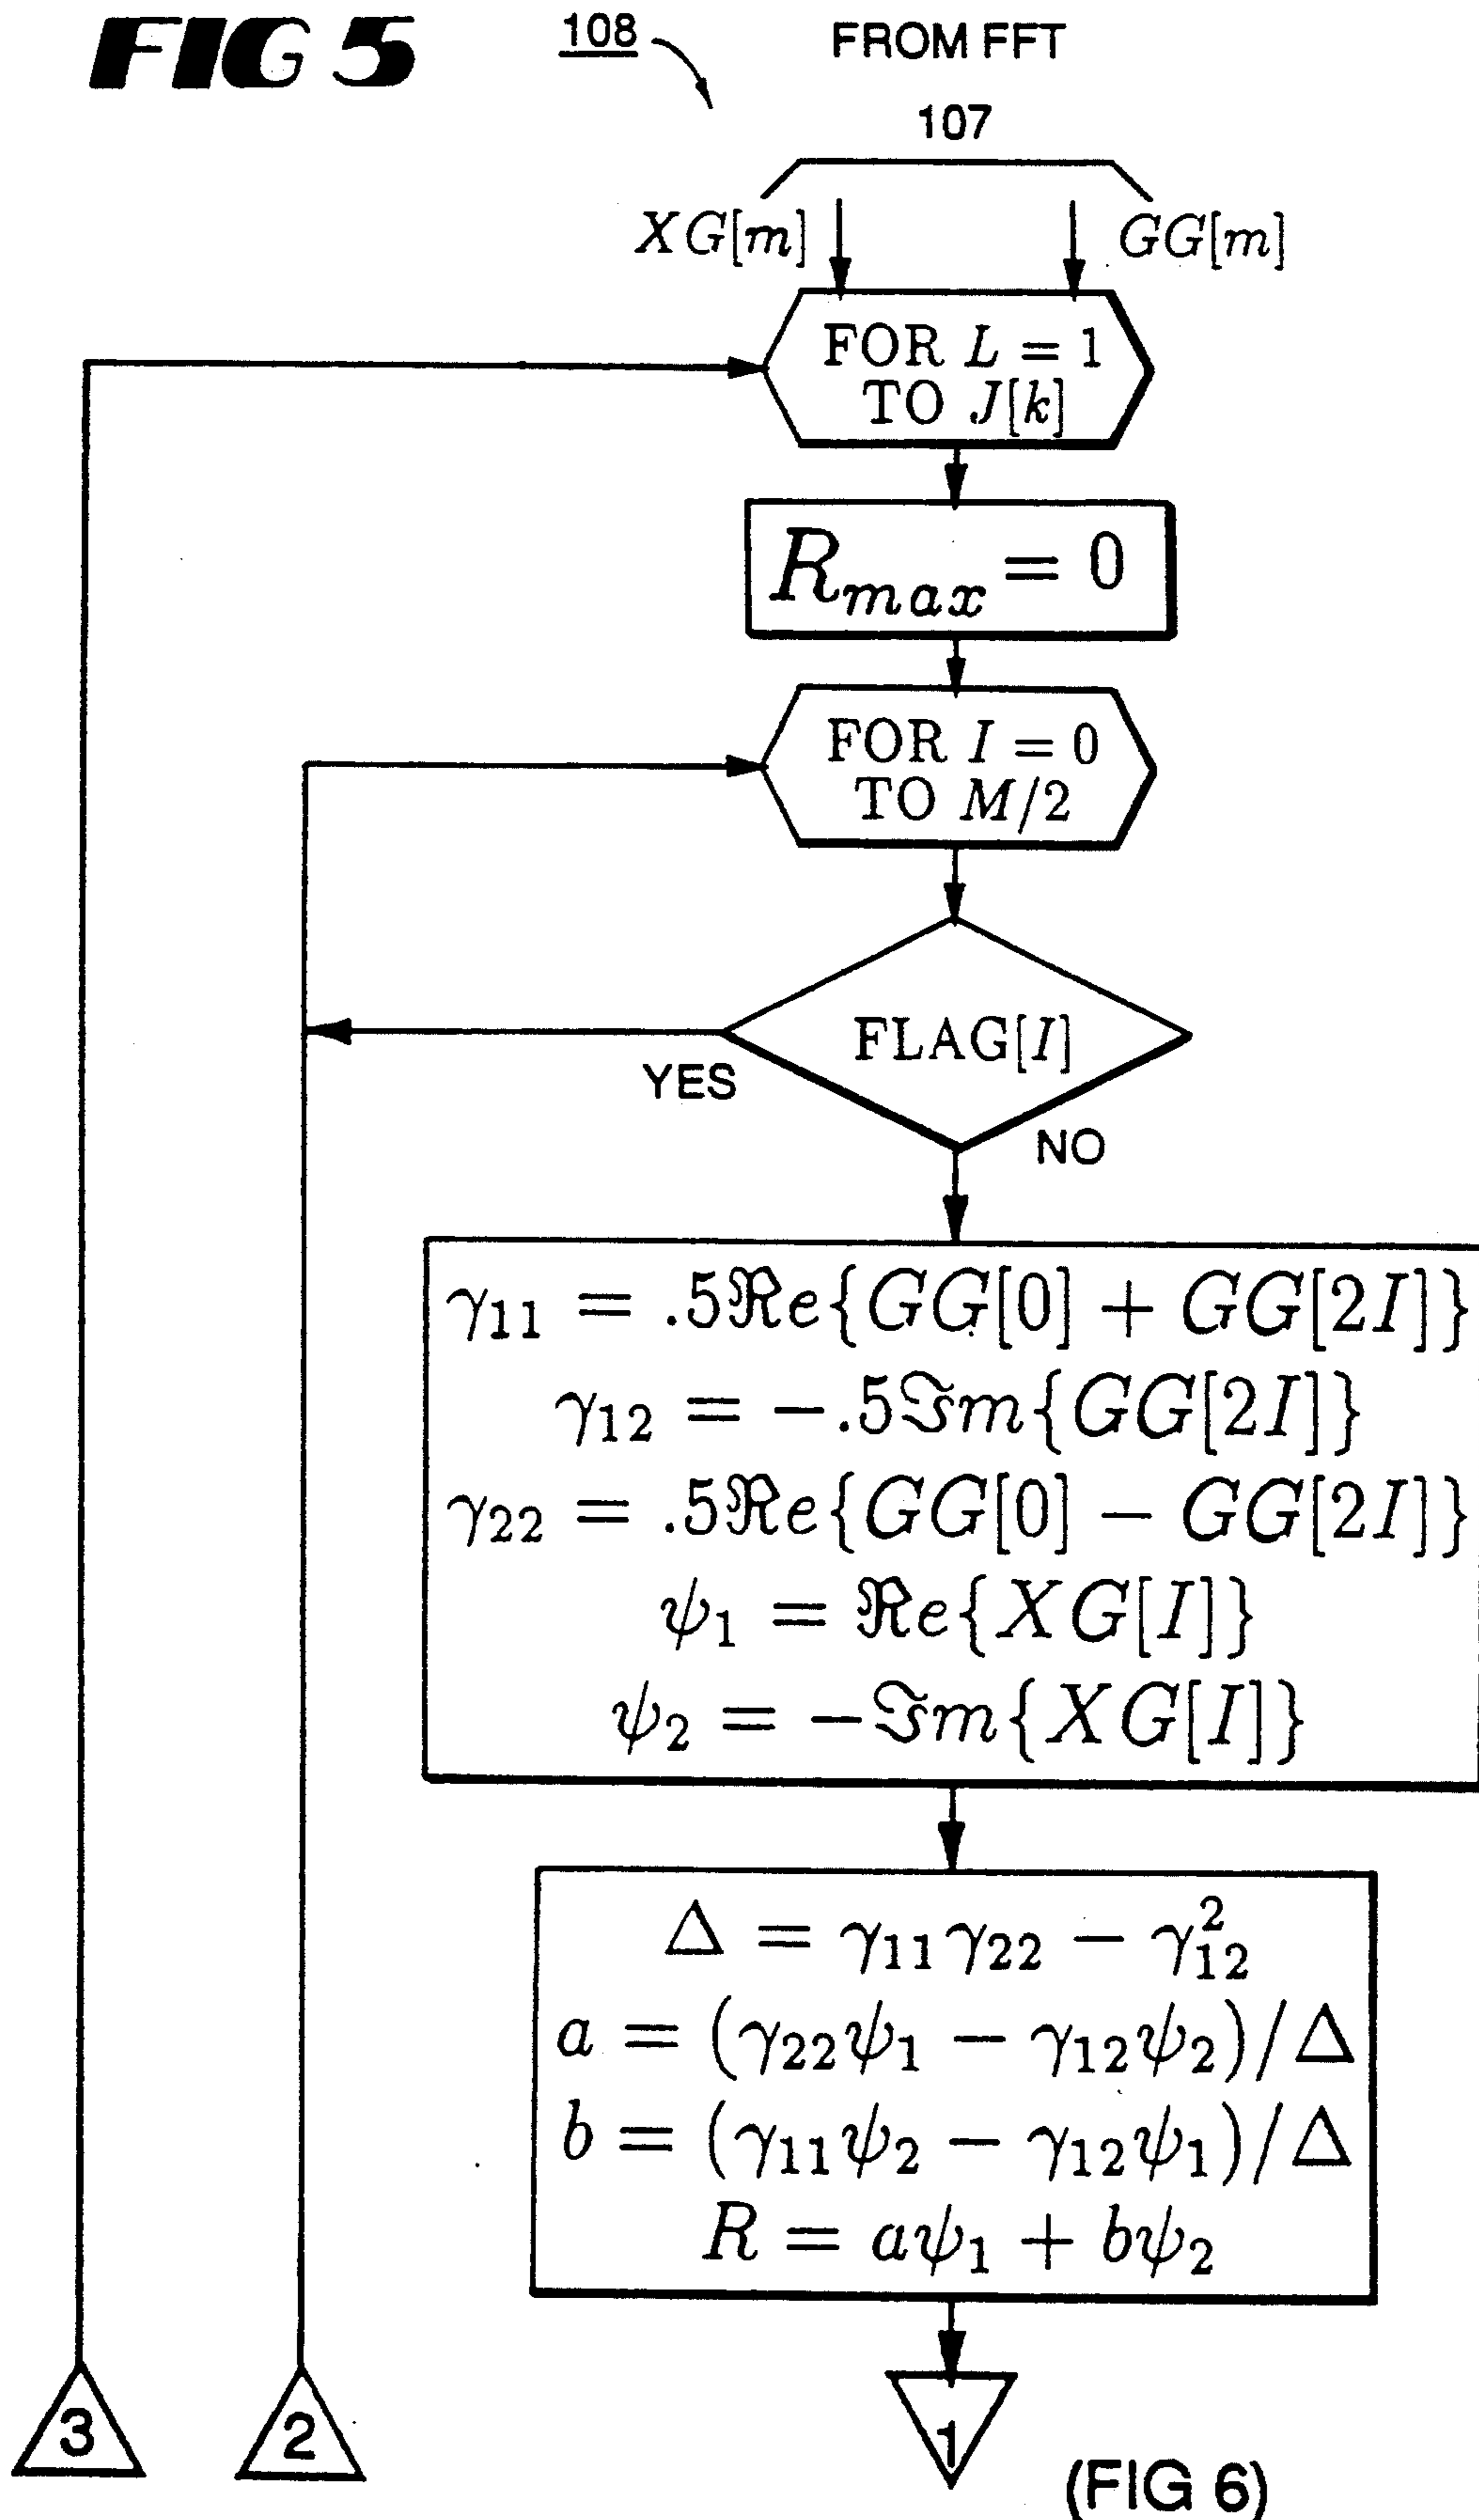 FIG 5
108
FROM FFT
107
XG[m]
GG[m]
FOR L = 1
TO J[k]
R_max = 0
FOR I = 0
TO M/2
FLAG[I]
YES
NO
γ₁₁ = .5ℜe{GG[0] + GG[2I]}
γ₁₂ = −.5ℑm{GG[2I]}
γ₂₂ = .5ℜe{GG[0] − GG[2I]}
ψ₁ = ℜe{XG[I]}
ψ₂ = −ℑm{XG[I]}
Δ = γ₁₁γ₂₂ − γ₁₂²
a = (γ₂₂ψ₁ − γ₁₂ψ₂)/Δ
b = (γ₁₁ψ₂ − γ₁₂ψ₁)/Δ
R = aψ₁ + bψ₂
3
2
1
(FIG 6)